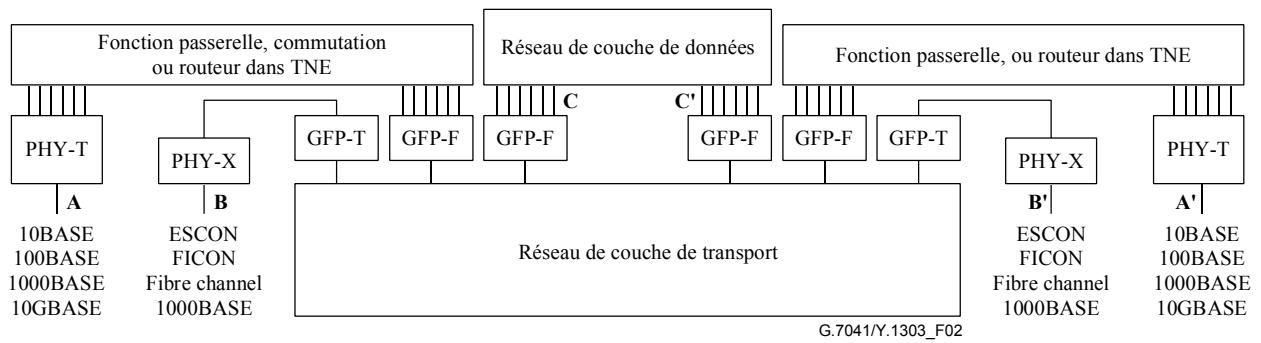 Fonction passerelle, commutation
ou routeur dans TNE
Réseau de couche de données
Fonction passerelle, ou routeur dans TNE
C
C'
PHY-T
PHY-X
GFP-T
GFP-F
GFP-F
GFP-F
GFP-F
GFP-T
PHY-X
PHY-T
A
B
B'
A'
10BASE
100BASE
1000BASE
10GBASE
ESCON
FICON
Fibre channel
1000BASE
Réseau de couche de transport
ESCON
FICON
Fibre channel
1000BASE
10BASE
100BASE
1000BASE
10GBASE
G.7041/Y.1303_F02